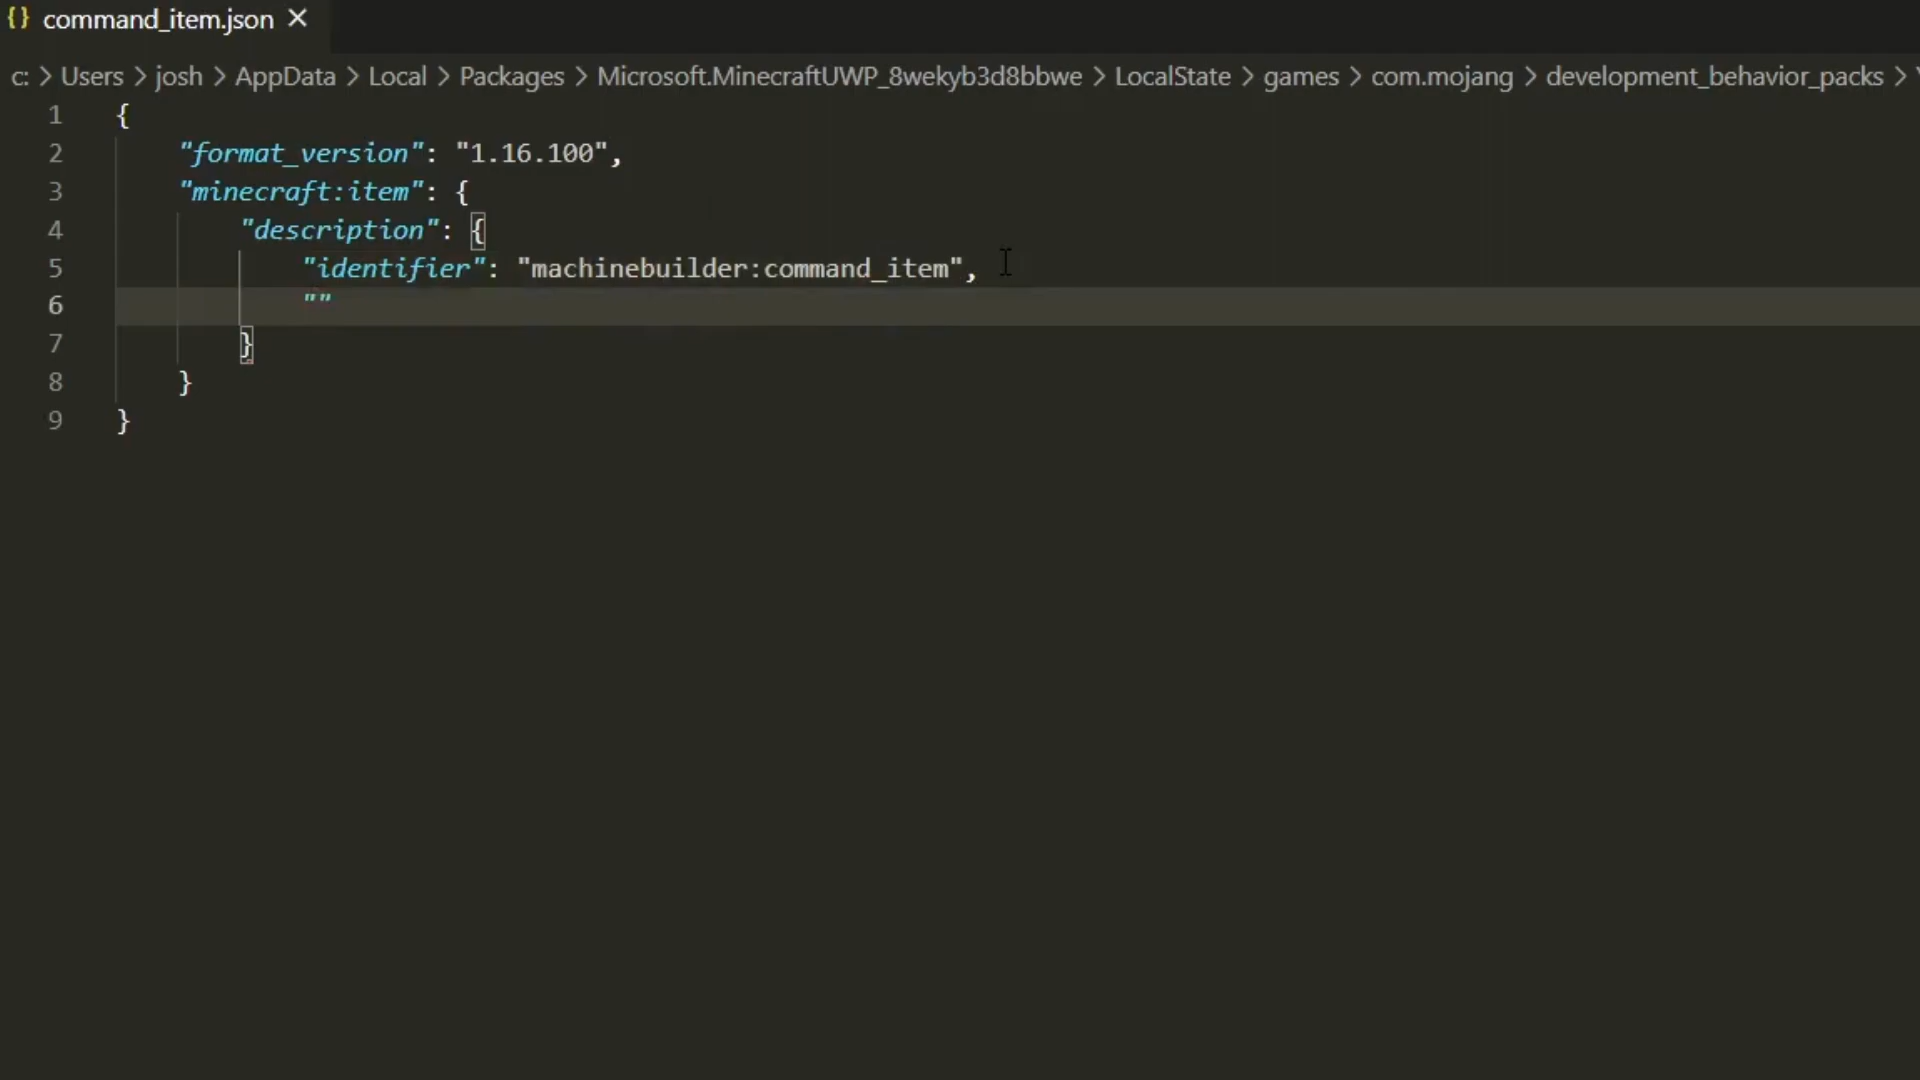 {} command_item.json ×
c: > Users > josh > AppData > Local > Packages > Microsoft.MinecraftUWP_8wekyb3d8bbwe > LocalState > games > com.mojang > development_behavior_packs >
1 {
2 "format_version": "1.16.100",
3 "minecraft:item": {
4 "description": {
5 "identifier": "machinebuilder:command_item",
6 ""
7 }
8 }
9 }